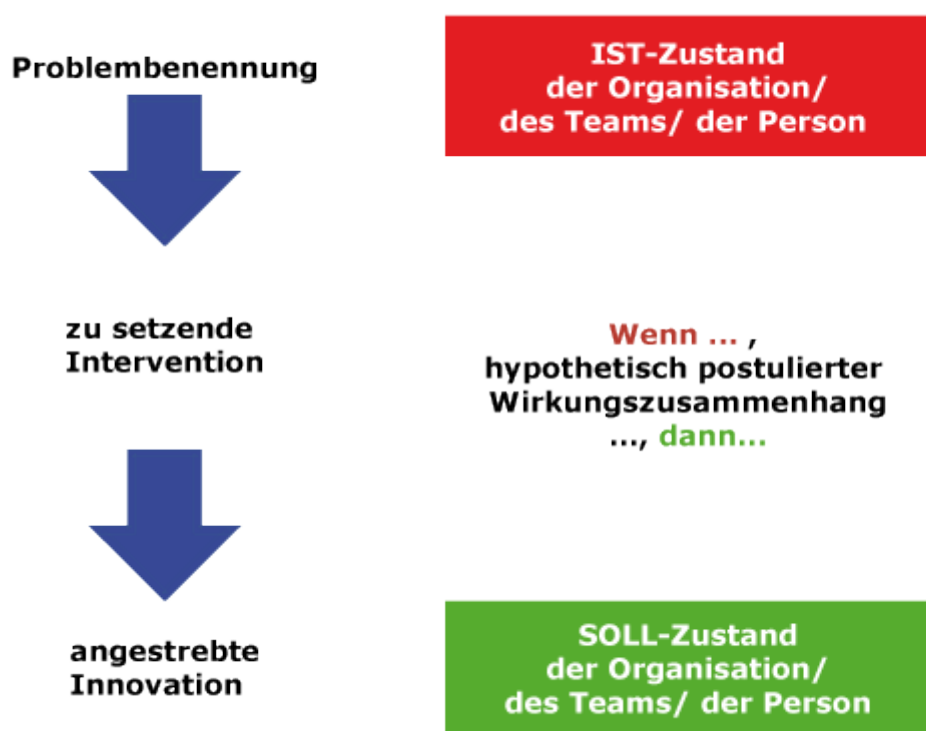 Problembenennung
IST-Zustand
der Organisation/
des Teams/ der Person
zu setzende
Intervention
Wenn ... ,
hypothetisch postulierter
Wirkungszusammenhang
..., dann...
angestrebte
Innovation
SOLL-Zustand
der Organisation/
des Teams/ der Person